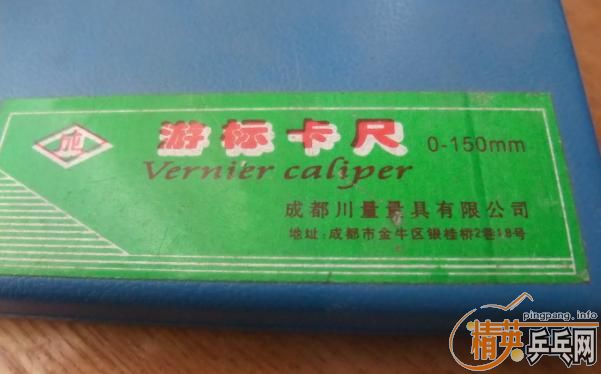 游标卡尺 0-150mm
Vernier caliper
成都川量量具有限公司
地址:成都市金牛区银桂桥2巷18号
pingpang.info
精英乒乓网